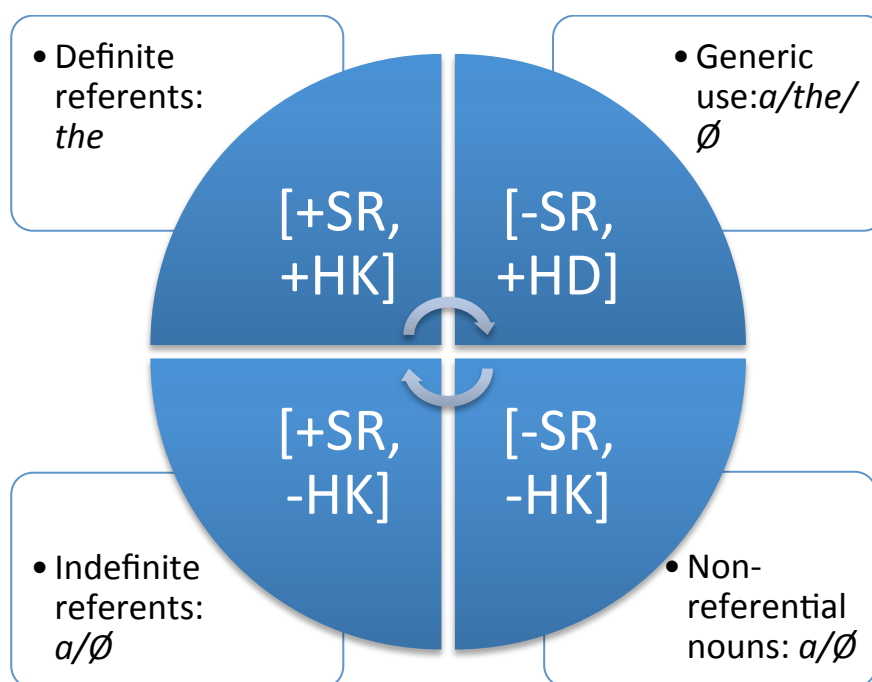 • Definite
referents:
the
• Generic
use:a/the/
Ø
[+SR,
+HK]
[-SR,
+HD]
[+SR,
-HK]
[-SR,
-HK]
• Indefinite
referents:
a/Ø
• Non-
referential
nouns: a/Ø